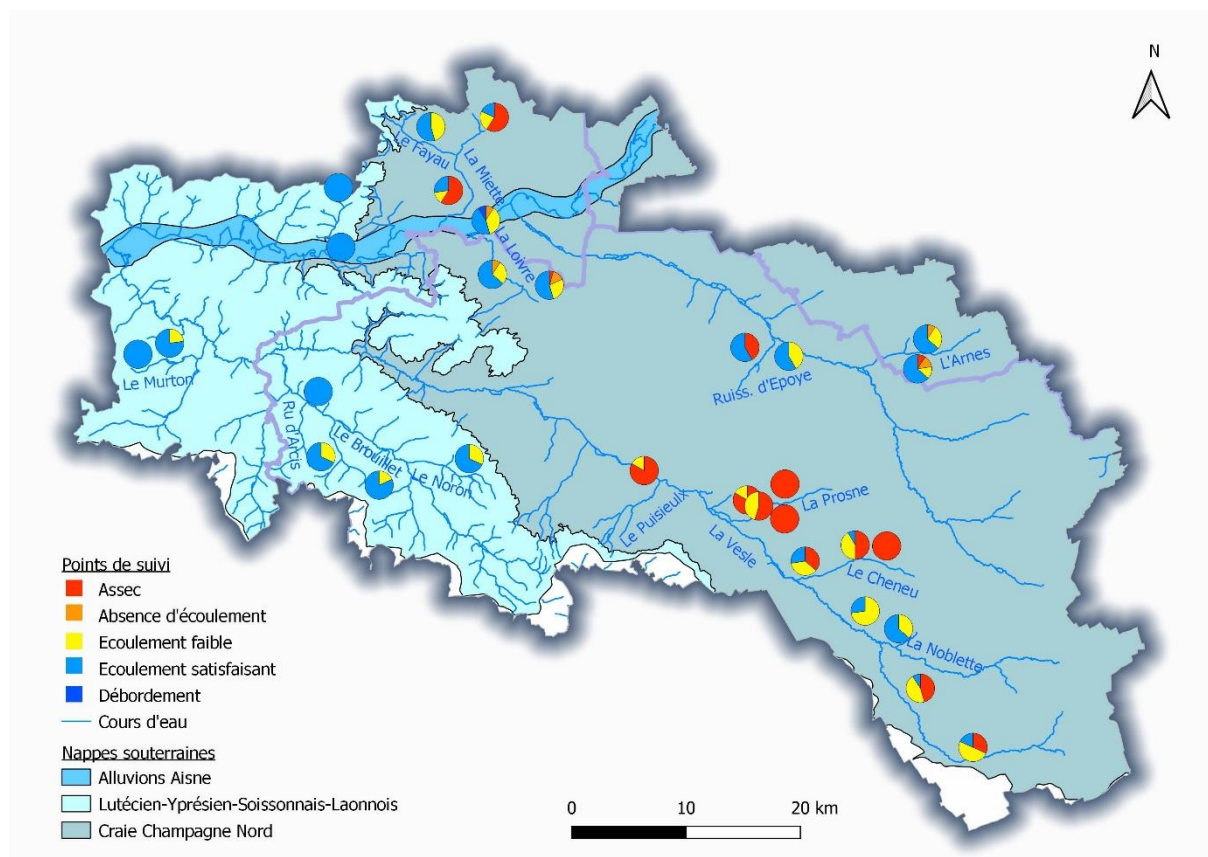 N
Le Fayau
La Miette
La Loivre
Le Murton
Ru d'Arcis
Le Brouillet
Le Noron
Ruiss. d'Epoye
L'Arnes
Le Puisieulx
La Vesle
La Prosne
Le Cheneu
La Noblette
Points de suivi
Assec
Absence d'écoulement
Ecoulement faible
Ecoulement satisfaisant
Débordement
Cours d'eau
Nappes souterraines
Alluvions Aisne
Lutécien-Yprésien-Soissonnais-Laonnois
Craie Champagne Nord
0 10 20 km